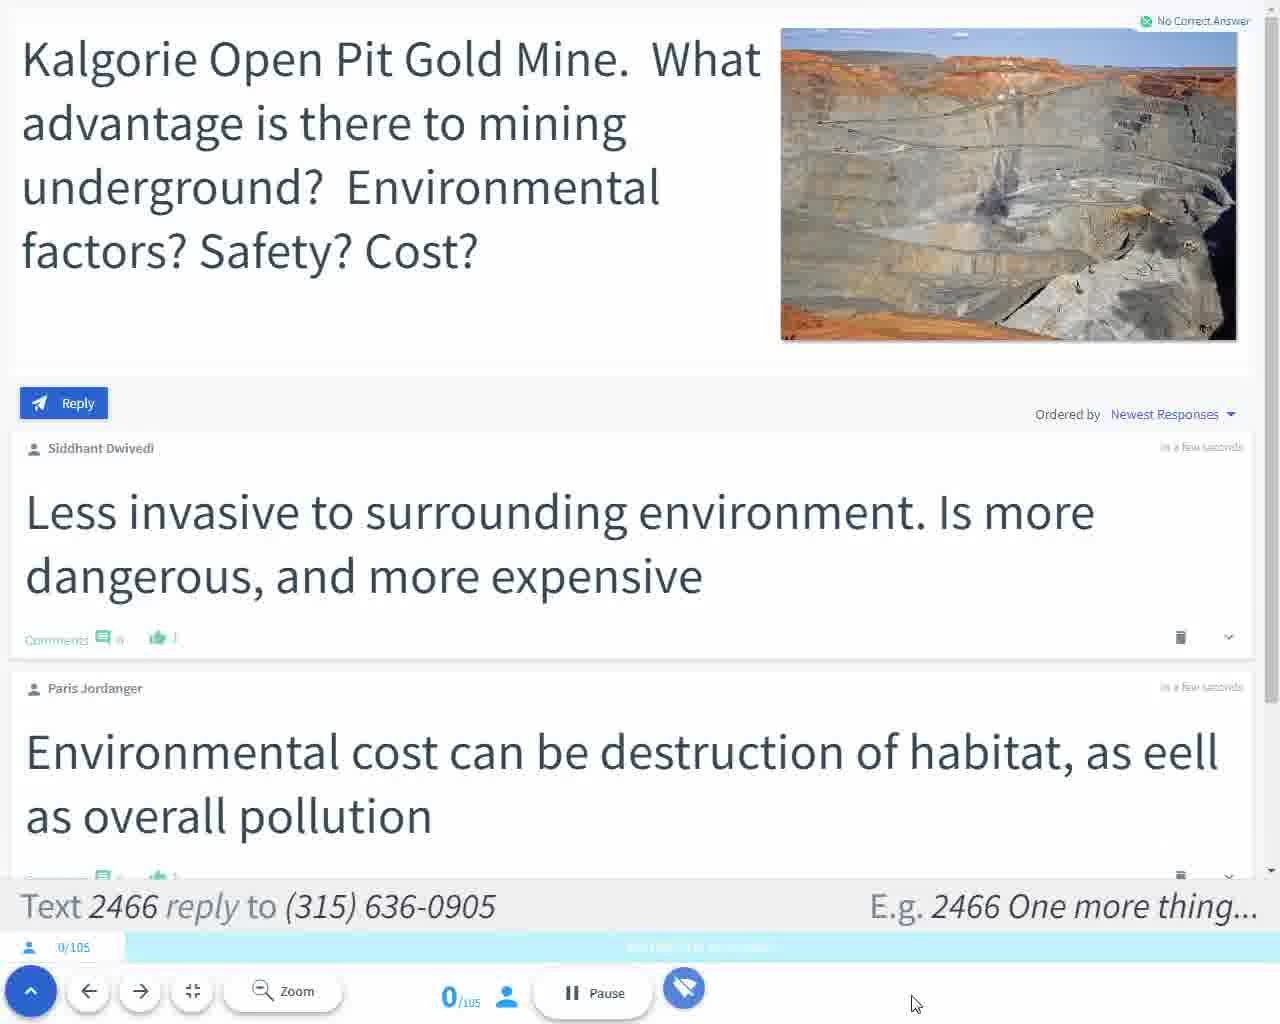 No Correct Answer
Kalgorie Open Pit Gold Mine. What
advantage is there to mining
underground? Environmental
factors? Safety? Cost?
Reply
Ordered by Newest Responses
Siddhant Dwivedi
in a few seconds
Less invasive to surrounding environment. Is more
dangerous, and more expensive
Comments 0
Paris Jordanger
in a few seconds
Environmental cost can be destruction of habitat, as eell
as overall pollution
Text 2466 reply to (315) 636-0905
E.g. 2466 One more thing...
0/105
Zoom
0/105
Pause